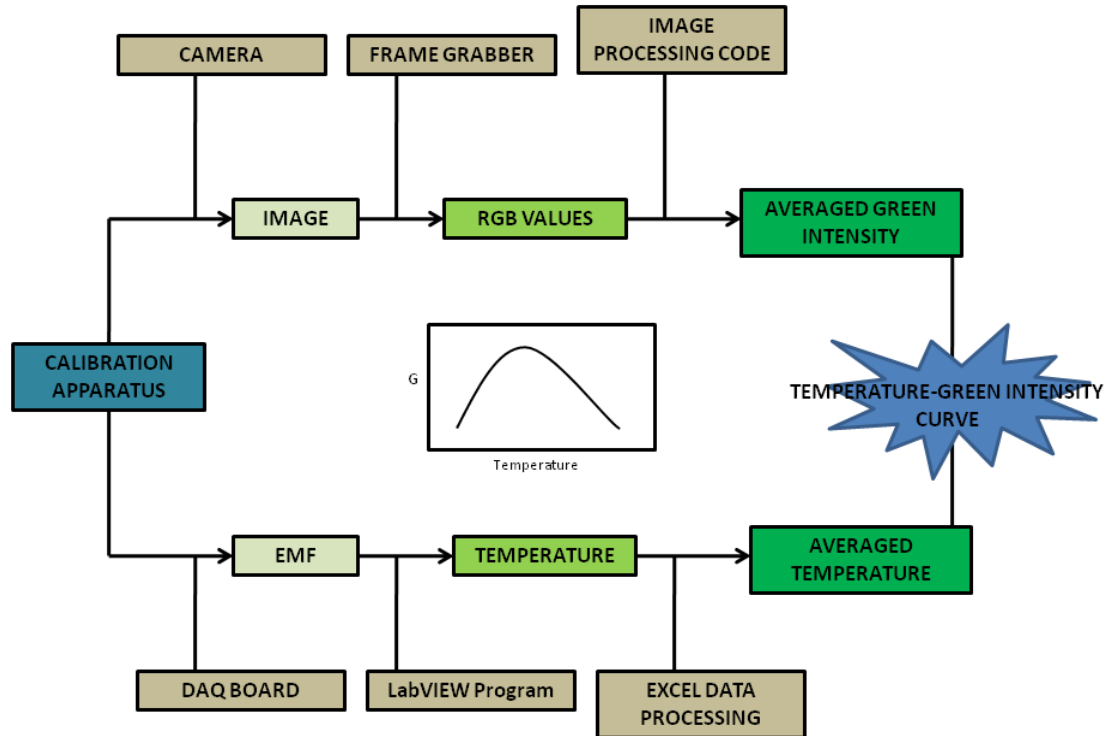 CAMERA
FRAME GRABBER
IMAGE
PROCESSING CODE
IMAGE
RGB VALUES
AVERAGED GREEN
INTENSITY
CALIBRATION
APPARATUS
G
Temperature
TEMPERATURE-GREEN INTENSITY
CURVE
EMF
TEMPERATURE
AVERAGED
TEMPERATURE
DAQ BOARD
LabVIEW Program
EXCEL DATA
PROCESSING